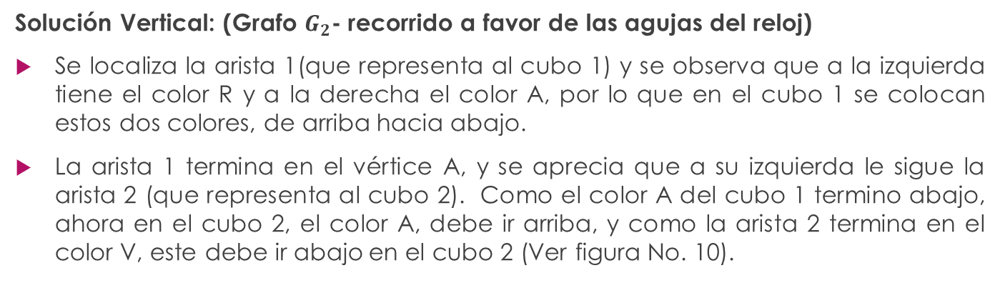 Solución Vertical: (Grafo G₂- recorrido a favor de las agujas del reloj)
Se localiza la arista 1(que representa al cubo 1) y se observa que a la izquierda
tiene el color R y a la derecha el color A, por lo que en el cubo 1 se colocan
estos dos colores, de arriba hacia abajo.
La arista 1 termina en el vértice A, y se aprecia que a su izquierda le sigue la
arista 2 (que representa al cubo 2). Como el color A del cubo 1 termino abajo,
ahora en el cubo 2, el color A, debe ir arriba, y como la arista 2 termina en el
color V, este debe ir abajo en el cubo 2 (Ver figura No. 10).